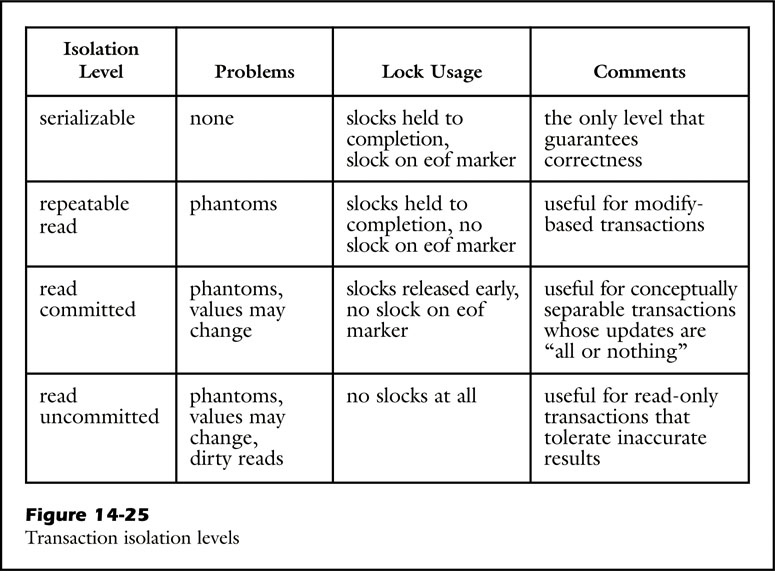 Isolation
Level
Problems
Lock Usage
Comments
serializable
none
slocks held to
completion,
slock on eof marker
the only level that
guarantees
correctness
repeatable
read
phantoms
slocks held to
completion, no
slock on eof marker
useful for modify-
based transactions
read
committed
phantoms,
values may
change
slocks released early,
no slock on eof
marker
useful for conceptually
separable transactions
whose updates are
“all or nothing”
read
uncommitted
phantoms,
values may
change,
dirty reads
no slocks at all
useful for read-only
transactions that
tolerate inaccurate
results
Figure 14-25
Transaction isolation levels